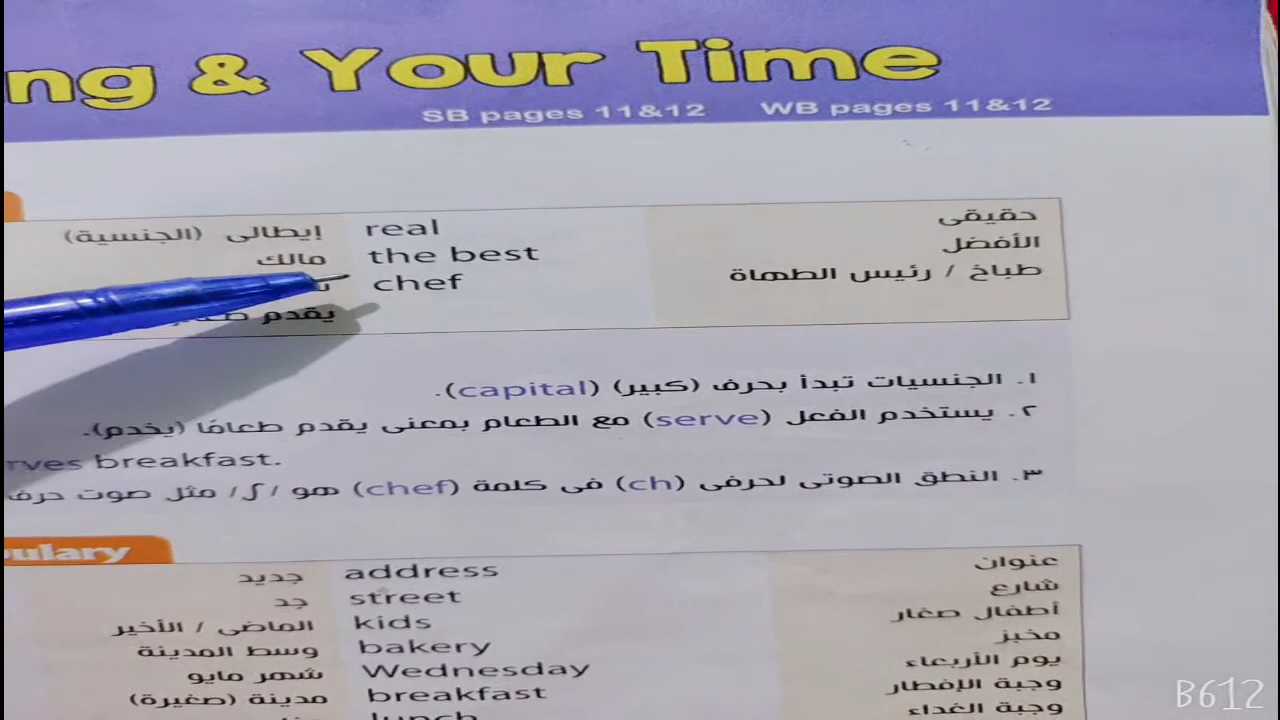 ng & Your Time
SB pages 11&12 WB pages 11&12
إيطالى (الجنسية) real حقيقى
مالك the best الأفضل
chef طباخ / رئيس الطهاة
يقدم
١. الجنسيات تبدأ بحرف (كبير) (capital).
٢. يستخدم الفعل (serve) مع الطعام بمعنى يقدم طعامًا (يخدم).
rves breakfast.
٣. النطق الصوتى لحرفى (ch) فى كلمة (chef) هو /ʃ/ مثل صوت حرف
bulary
جديد address عنوان
جد street شارع
الماضى / الأخير kids أطفال صغار
وسط المدينة bakery مخبز
شهر مايو Wednesday يوم الأربعاء
مدينة (صغيرة) breakfast وجبة الإفطار
lunch وجبة الغداء
B612